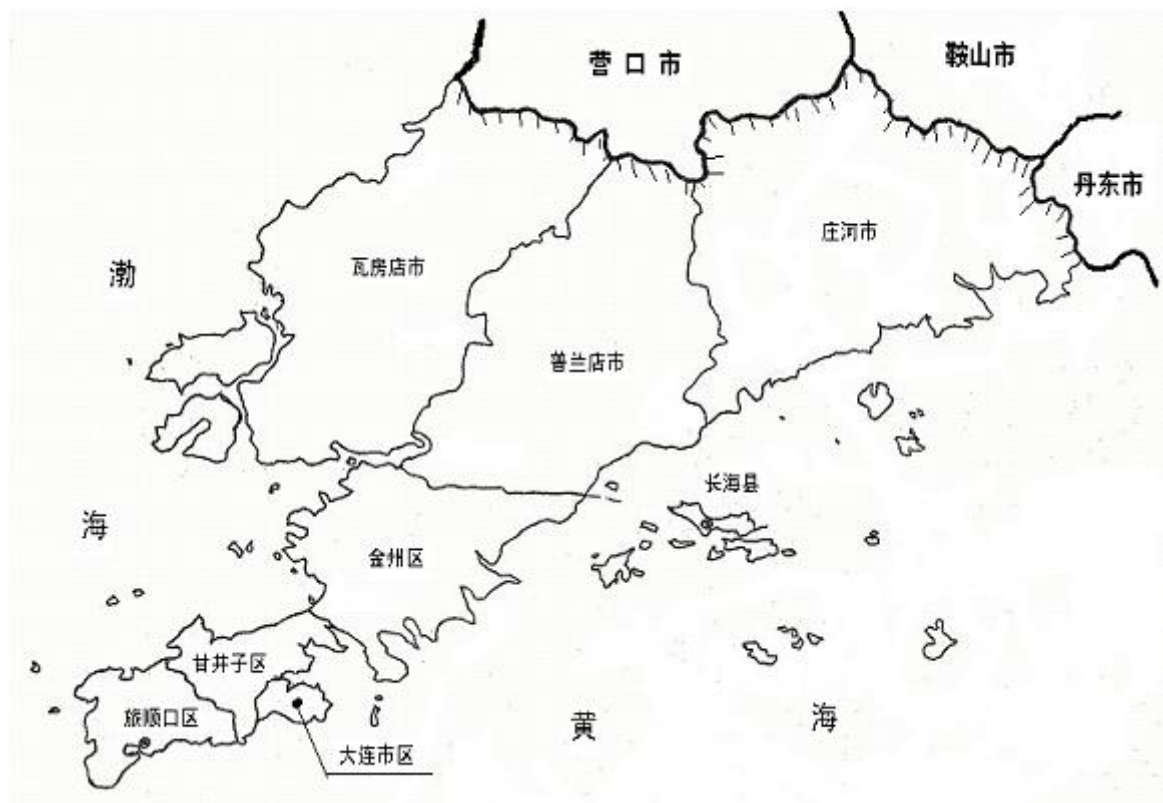 营口市
鞍山市
丹东市
庄河市
瓦房店市
渤
普兰店市
长海县
海
金州区
甘井子区
旅顺口区
黄
海
大连市区